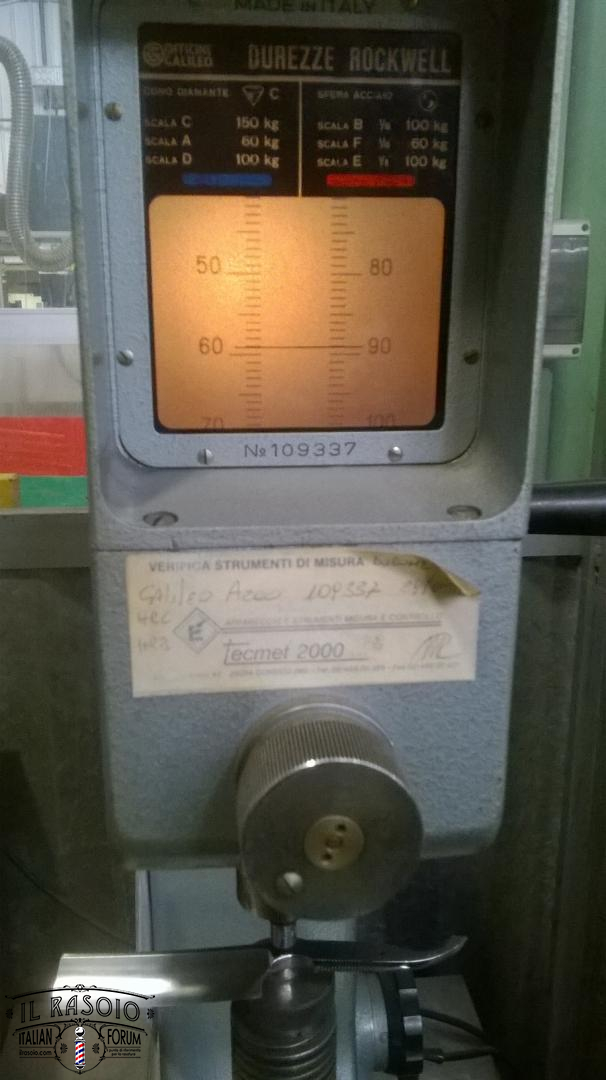 MADE IN ITALY
OFFICINE GALILEO
DUREZZE ROCKWELL
CONO DIAMANTE C
SFERA ACCIAIO
SCALA C 150 kg
SCALA A 60 kg
SCALA D 100 kg
SCALA B 1/16 100 kg
SCALA F 1/16 60 kg
SCALA E 1/8 100 kg
50 80
60 90
70 100
No 109337
VERIFICA STRUMENTI DI MISURA
Galileo A200 109337
HRC
APPARECCHI E STRUMENTI MISURA E CONTROLLO
HRB
tecmet 2000
IL RASOIO
ITALIAN FORUM
ilrasoio.com